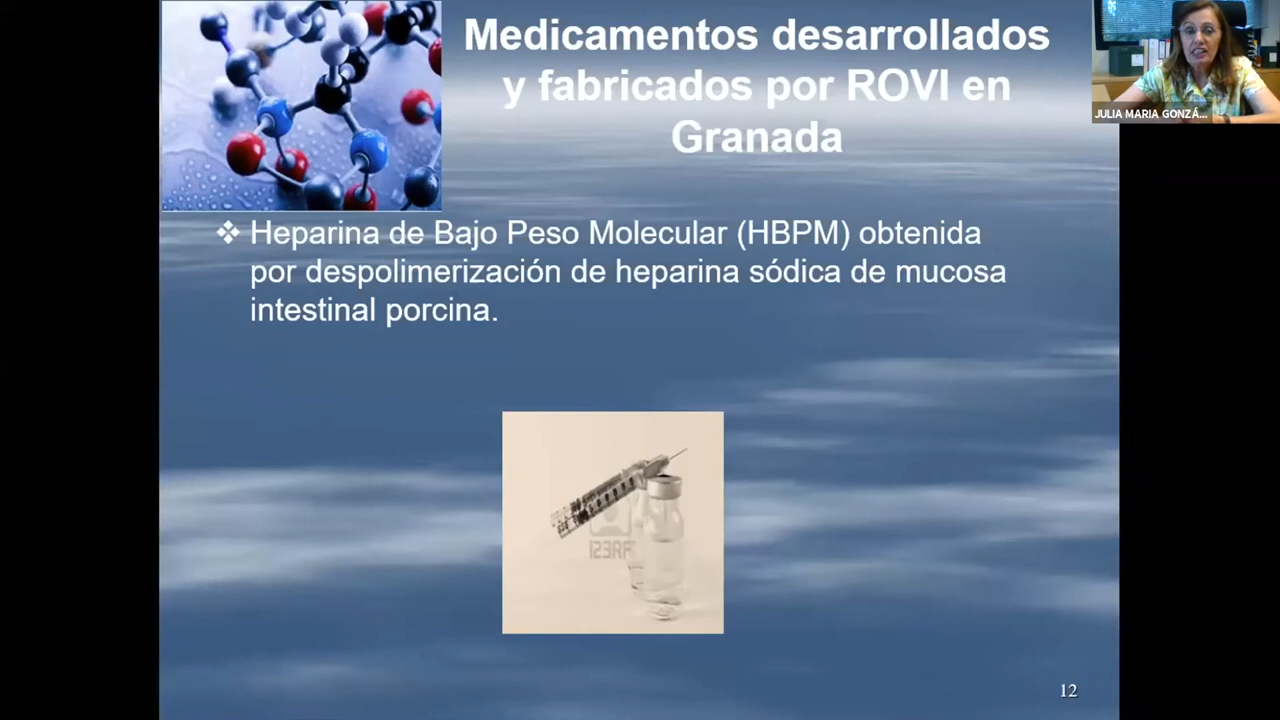 Medicamentos desarrollados
y fabricados por ROVI en
Granada
JULIA MARIA GONZÁ...
❖ Heparina de Bajo Peso Molecular (HBPM) obtenida
por despolimerización de heparina sódica de mucosa
intestinal porcina.
123RF
12